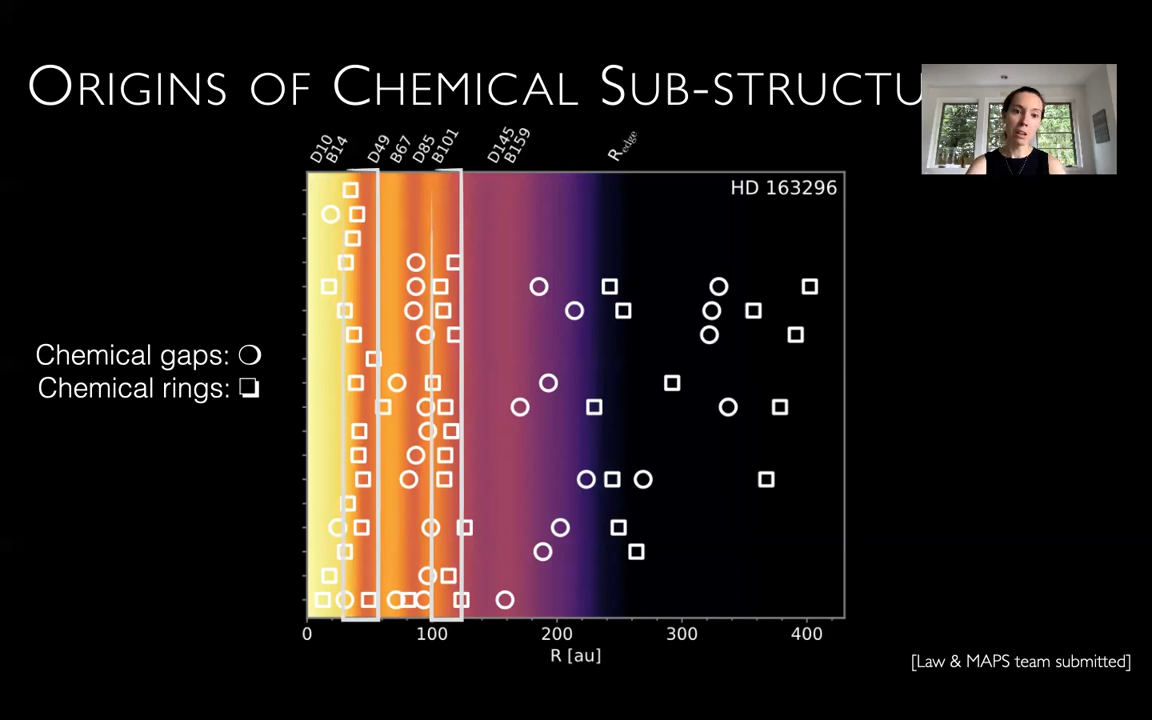 ORIGINS OF CHEMICAL SUB-STRUCTU
D10 B14 D49 B67 D85 B101 D145 B159 Redge
HD 163296
Chemical gaps:
Chemical rings:
0 100 200 300 400
R [au]
[Law & MAPS team submitted]